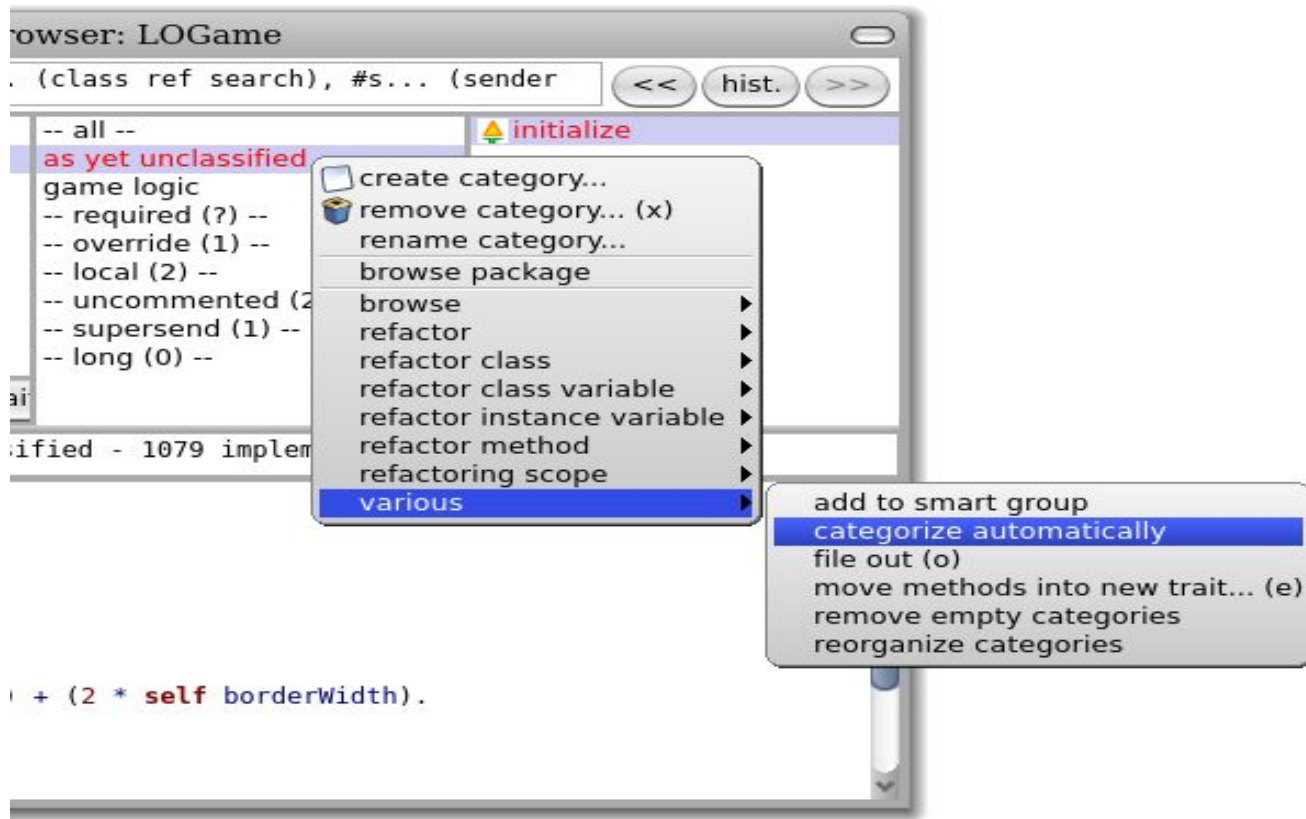 owser: LOGame
. (class ref search), #s... (sender
<<
hist.
>>
-- all --
as yet unclassified
game logic
-- required (?) --
-- override (1) --
-- local (2) --
-- uncommented (2
-- supersend (1) --
-- long (0) --
initialize
create category...
remove category... (x)
rename category...
browse package
browse
refactor
refactor class
refactor class variable
refactor instance variable
refactor method
refactoring scope
various
add to smart group
categorize automatically
file out (o)
move methods into new trait... (e)
remove empty categories
reorganize categories
ai
ified - 1079 implem
) + (2 * self borderWidth).